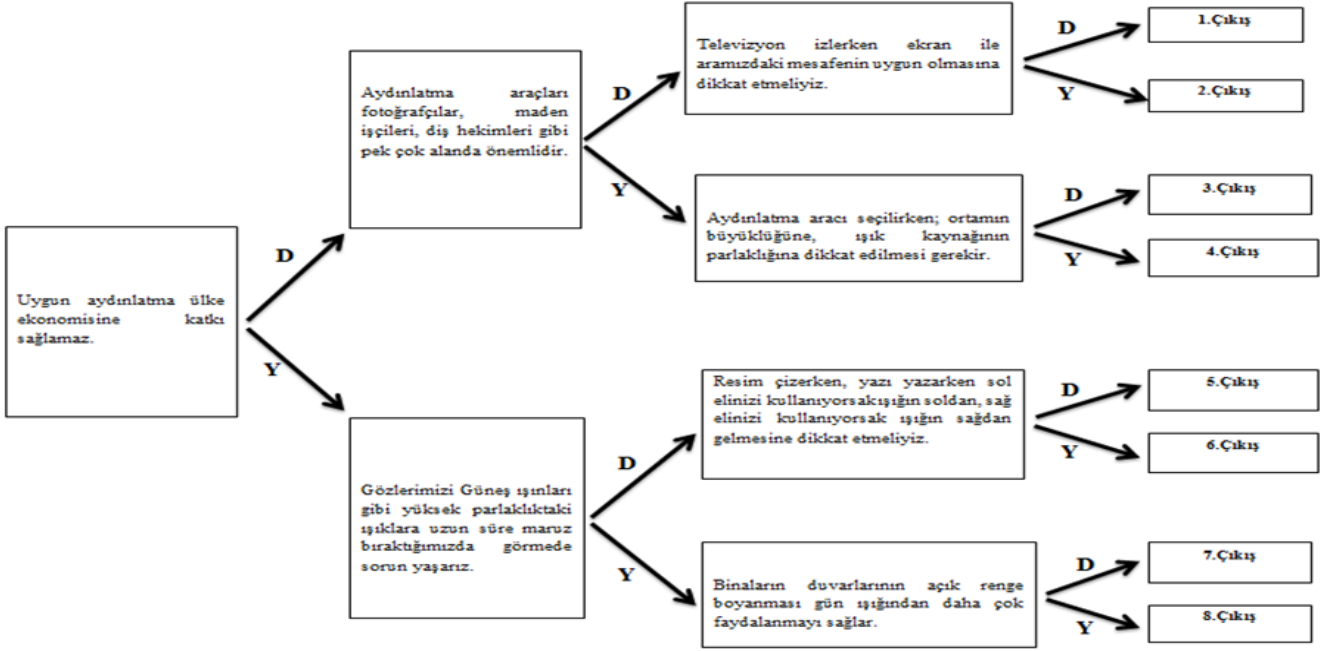 Uygun aydınlatma ülke
ekonomisine katkı
sağlamaz.
D
Y
Aydınlatma araçları
fotoğrafçılar, maden
işçileri, diş hekimleri gibi
pek çok alanda önemlidir.
D
Y
Televizyon izlerken ekran ile
aramızdaki mesafenin uygun olmasına
dikkat etmeliyiz.
D
Y
1.Çıkış
2.Çıkış
Aydınlatma aracı seçilirken; ortamın
büyüklüğüne, ışık kaynağının
parlaklığına dikkat edilmesi gerekir.
D
Y
3.Çıkış
4.Çıkış
Gözlerimizi Güneş ışınları
gibi yüksek parlaklıktaki
ışıklara uzun süre maruz
bıraktığımızda görmede
sorun yaşarız.
D
Y
Resim çizerken, yazı yazarken sol
elinizi kullanıyorsakışığın soldan, sağ
elinizi kullanıyorsak ışığın sağdan
gelmesine dikkat etmeliyiz.
D
Y
5.Çıkış
6.Çıkış
Binaların duvarlarının açık renge
boyanması gün ışığından daha çok
faydalanmayı sağlar.
D
Y
7.Çıkış
8.Çıkış